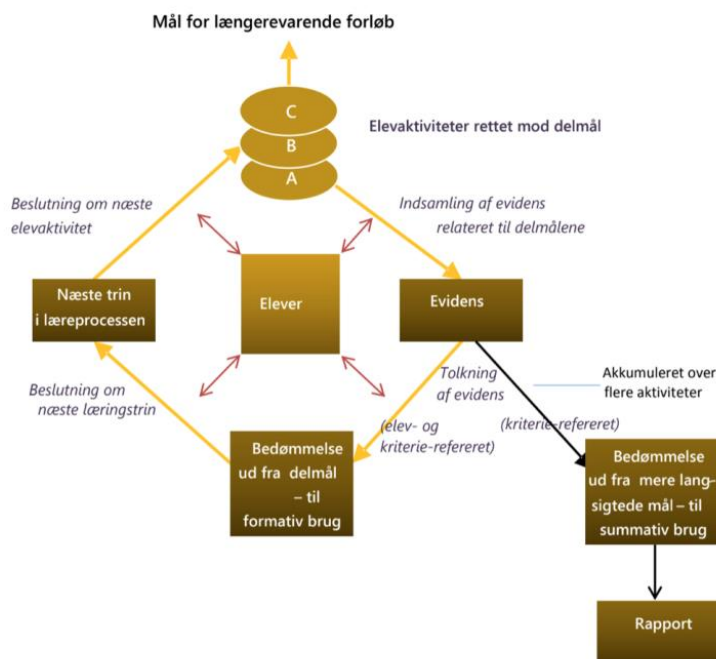 Mål for længerevarende forløb
C
B
A
Elevaktiviteter rettet mod delmål
Beslutning om næste
elevaktivitet
Indsamling af evidens
relateret til delmålene
Næste trin
i læreprocessen
Elever
Evidens
Beslutning om
næste læringstrin
Tolkning
af evidens
Akkumuleret over
flere aktiviteter
(elev- og
kriterie-refereret)
(kriterie-refereret)
Bedømmelse
ud fra delmål
– til
formativ brug
Bedømmelse
ud fra mere lang-
sigtede mål – til
summativ brug
Rapport